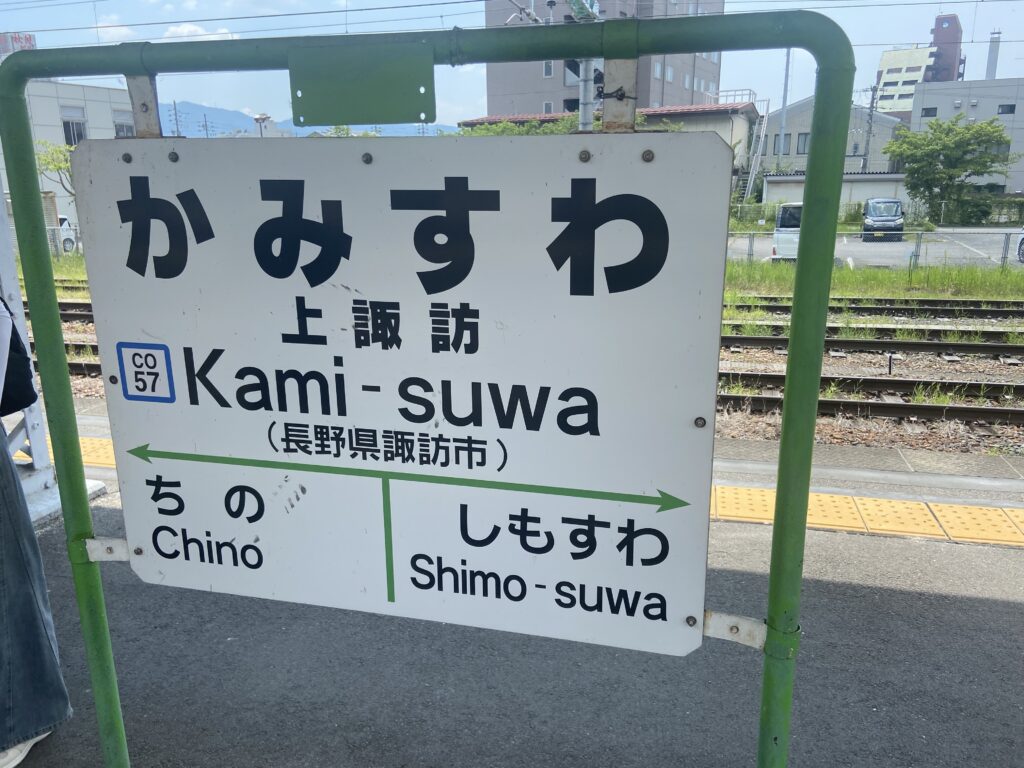 かみすわ
上諏訪
CO
57
Kami-suwa
（長野県諏訪市）
ちの
しもすわ
Chino
Shimo-suwa